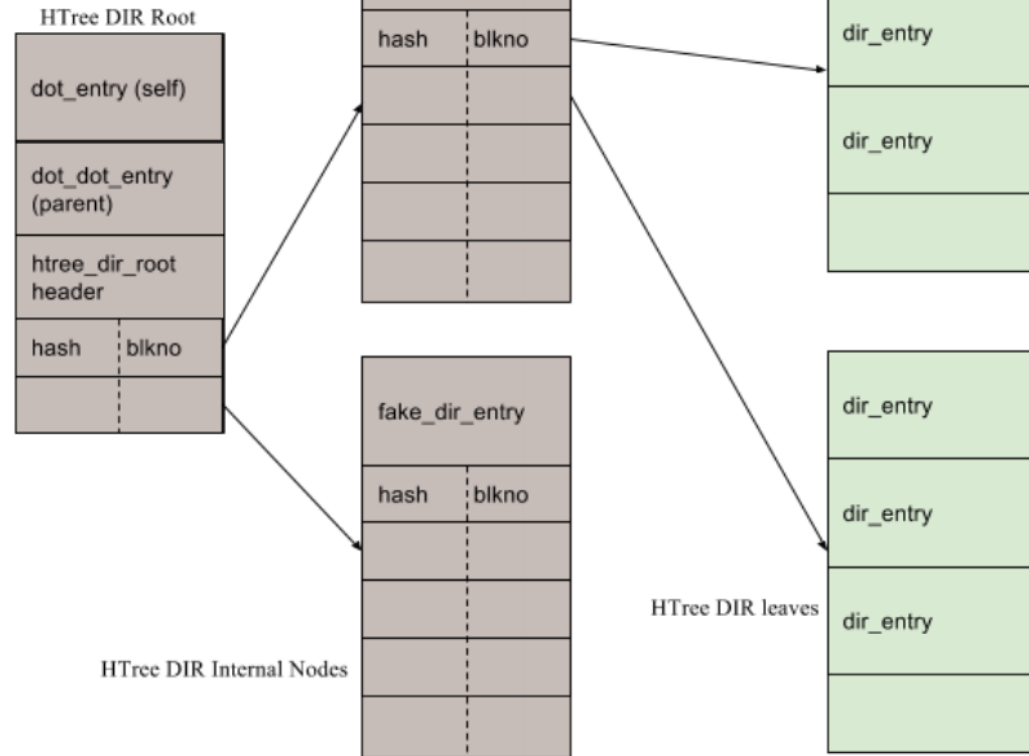 HTree DIR Root
dot_entry (self)
dot_dot_entry
(parent)
htree_dir_root
header
hash blkno
hash blkno
fake_dir_entry
hash blkno
HTree DIR Internal Nodes
dir_entry
dir_entry
dir_entry
dir_entry
dir_entry
HTree DIR leaves